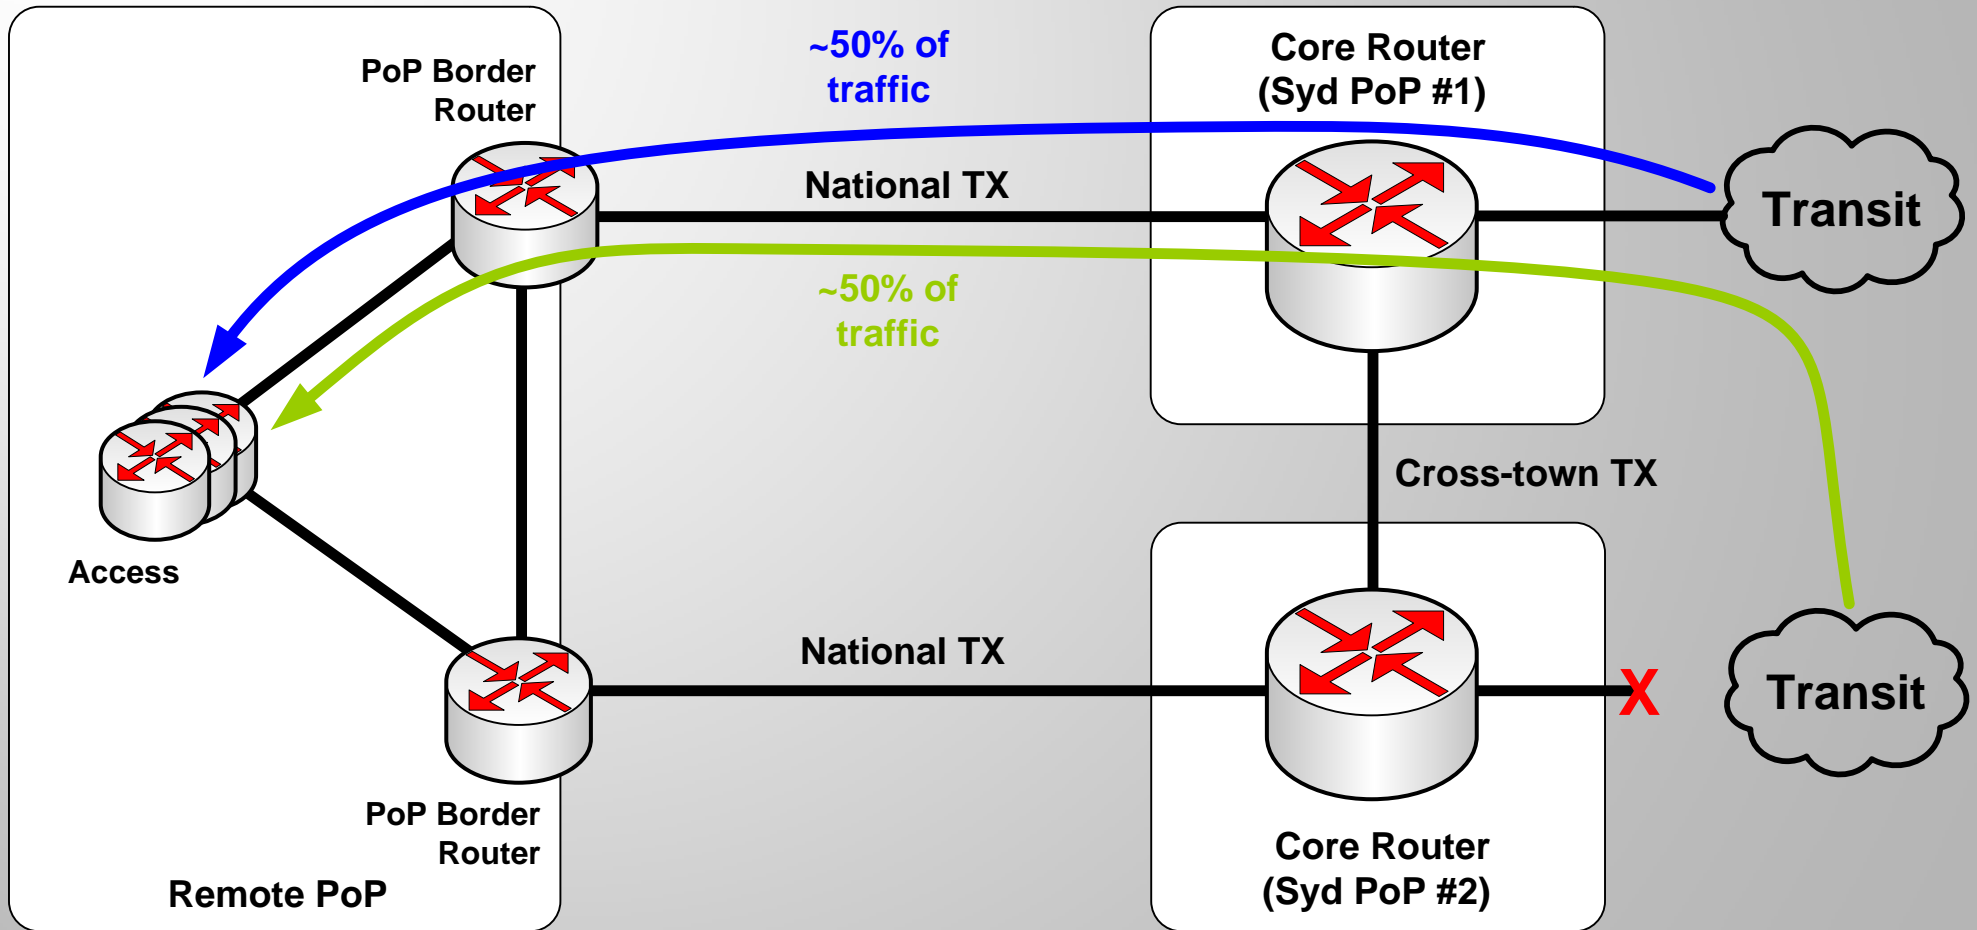 PoP Border
Router
~50% of
traffic
Core Router
(Syd PoP #1)
National TX
Transit
~50% of
traffic
Cross-town TX
Access
National TX
X
Transit
PoP Border
Router
Core Router
(Syd PoP #2)
Remote PoP